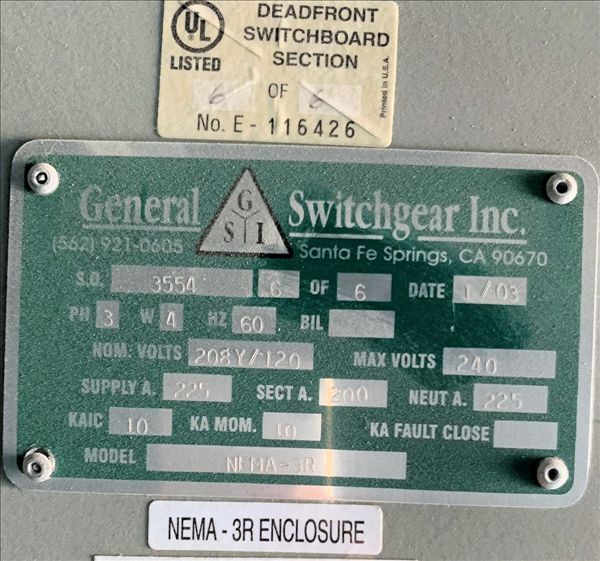 UL
LISTED
DEADFRONT
SWITCHBOARD
SECTION
6 OF 6
No. E - 116426
Printed in U.S.A.
General GSI Switchgear Inc.
(562) 921-0605 Santa Fe Springs, CA 90670
S.O. 3554 6 OF 6 DATE 1/03
PH 3 W 4 HZ 60 BIL
NOM. VOLTS 208Y/120 MAX VOLTS 240
SUPPLY A. 225 SECT A. 200 NEUT A. 225
KAIC 10 KA MOM. 10 KA FAULT CLOSE
MODEL NEMA-3R
NEMA - 3R ENCLOSURE